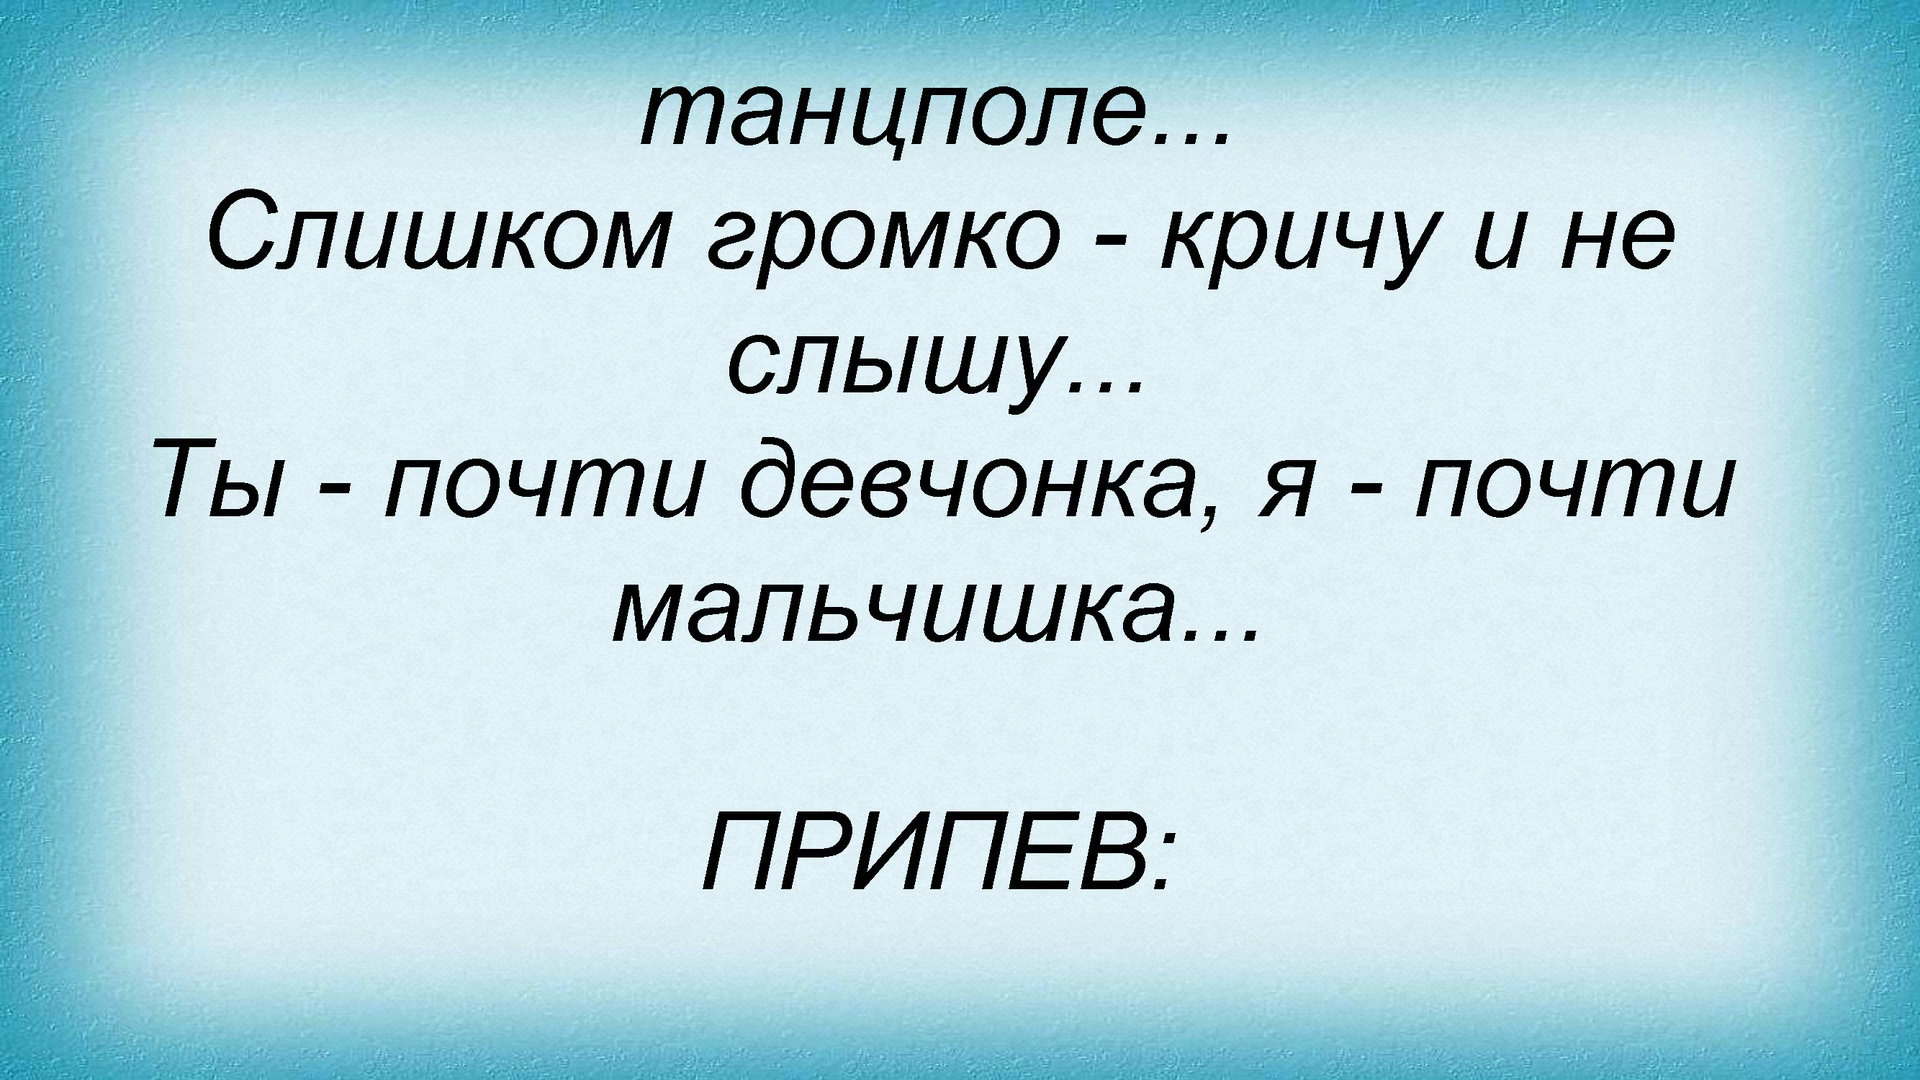 танцполе...
Слишком громко - кричу и не
слышу...
Ты - почти девчонка, я - почти
мальчишка...
ПРИПЕВ: